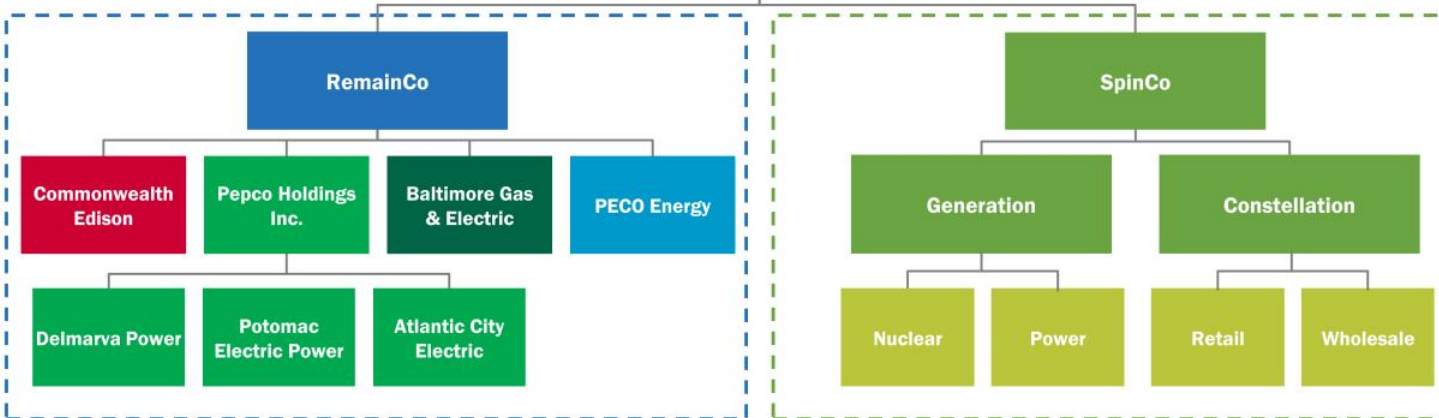 RemainCo
SpinCo
Commonwealth
Edison
Pepco Holdings
Inc.
Baltimore Gas
& Electric
PECO Energy
Generation
Constellation
Delmarva Power
Potomac
Electric Power
Atlantic City
Electric
Nuclear
Power
Retail
Wholesale